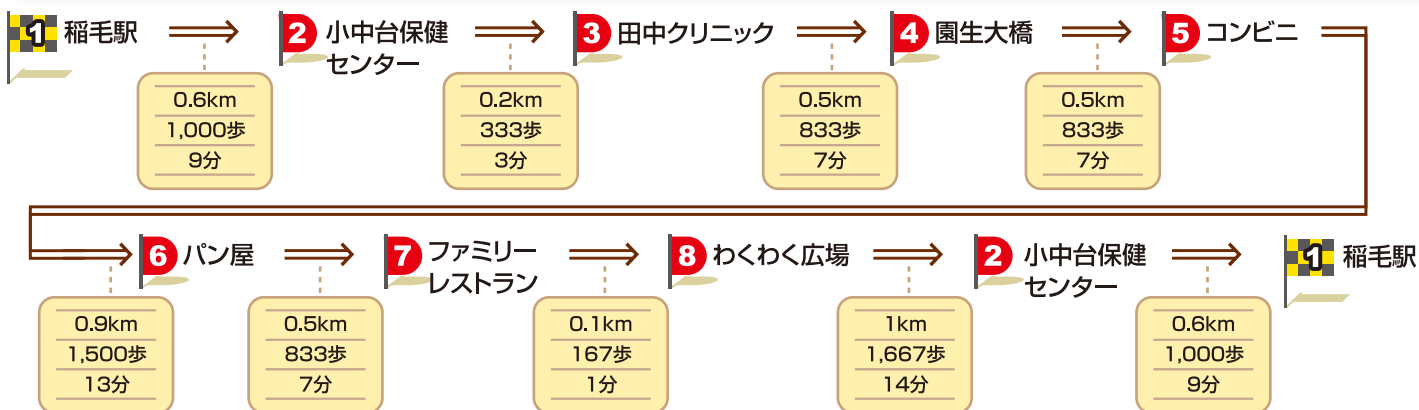 1 稲毛駅
2 小中台保健
センター
3 田中クリニック
4 園生大橋
5 コンビニ
0.6km
1,000歩
9分
0.2km
333歩
3分
0.5km
833歩
7分
0.5km
833歩
7分
6 パン屋
7 ファミリー
レストラン
8 わくわく広場
2 小中台保健
センター
1 稲毛駅
0.9km
1,500歩
13分
0.5km
833歩
7分
0.1km
167歩
1分
1km
1,667歩
14分
0.6km
1,000歩
9分